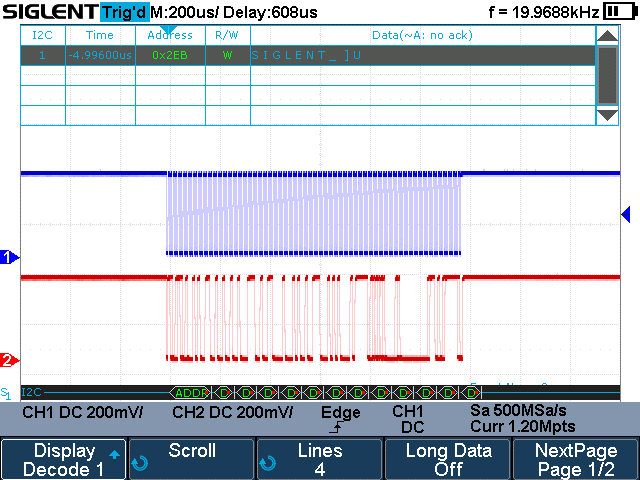 SIGLENT Trig'd M:200us/ Delay:608us f = 19.9688kHz
I2C Time Address R/W Data(~A: no ack)
1 -4.99600us 0x2EB W S I G L E N T _ ] U
1
2
S1 I2C ADDR D D D D D D D D D D D
CH1 DC 200mV/ CH2 DC 200mV/ Edge CH1 Sa 500MSa/s
DC Curr 1.20Mpts
Display Scroll Lines Long Data NextPage
Decode 1 4 Off Page 1/2